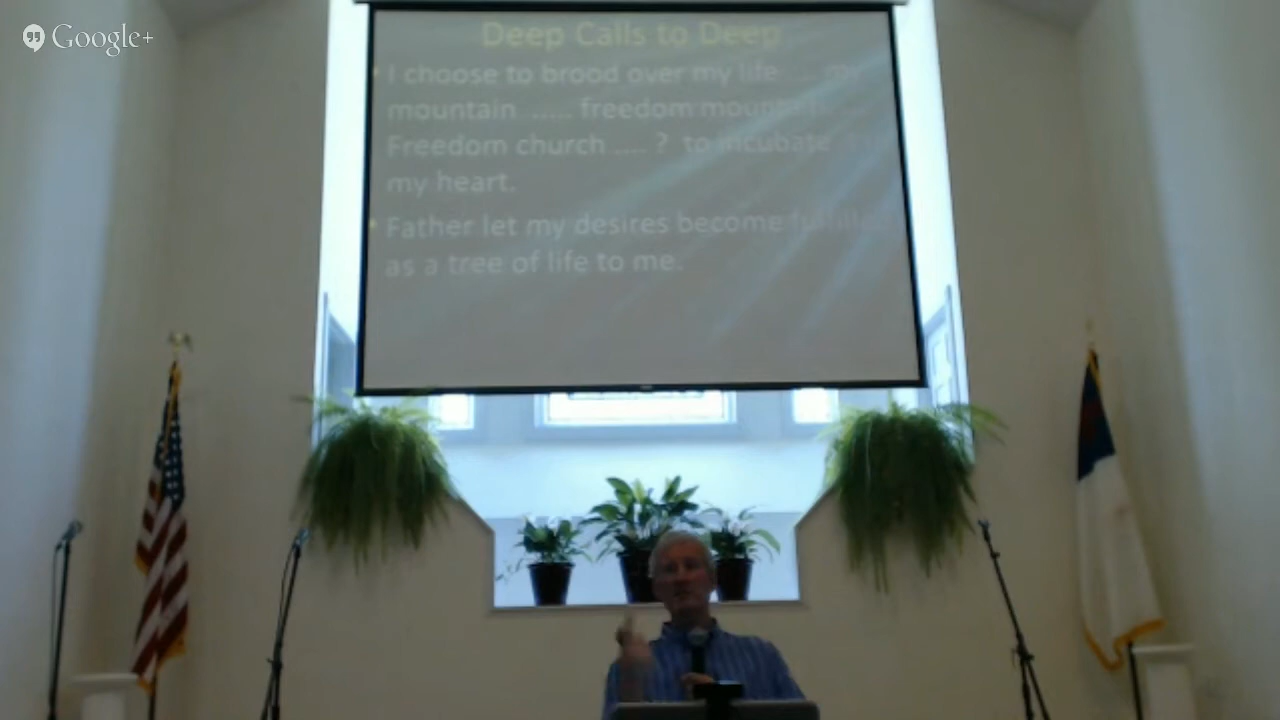 Google+
Deep Calls to Deep
I choose to brood over my life ... my
mountain ..... freedom mountain
Freedom church .... ? to incubate
my heart.
Father let my desires become
as a tree of life to me.